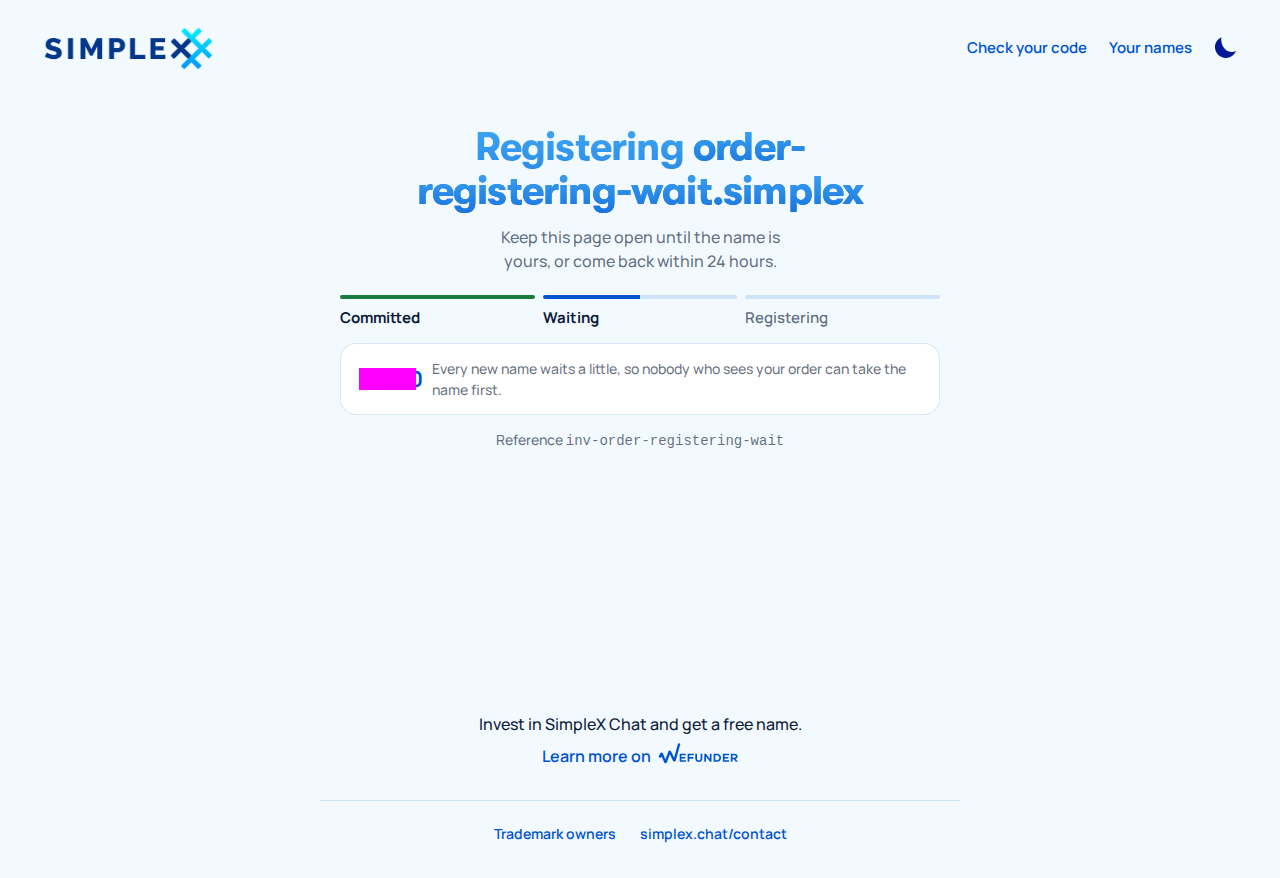 SIMPLEX
Check your code
Your names
Registering order-
registering-wait.simplex
Keep this page open until the name is
yours, or come back within 24 hours.
Committed
Waiting
Registering
Every new name waits a little, so nobody who sees your order can take the
name first.
Reference inv-order-registering-wait
Invest in SimpleX Chat and get a free name.
Learn more on WEFUNDER
Trademark owners
simplex.chat/contact